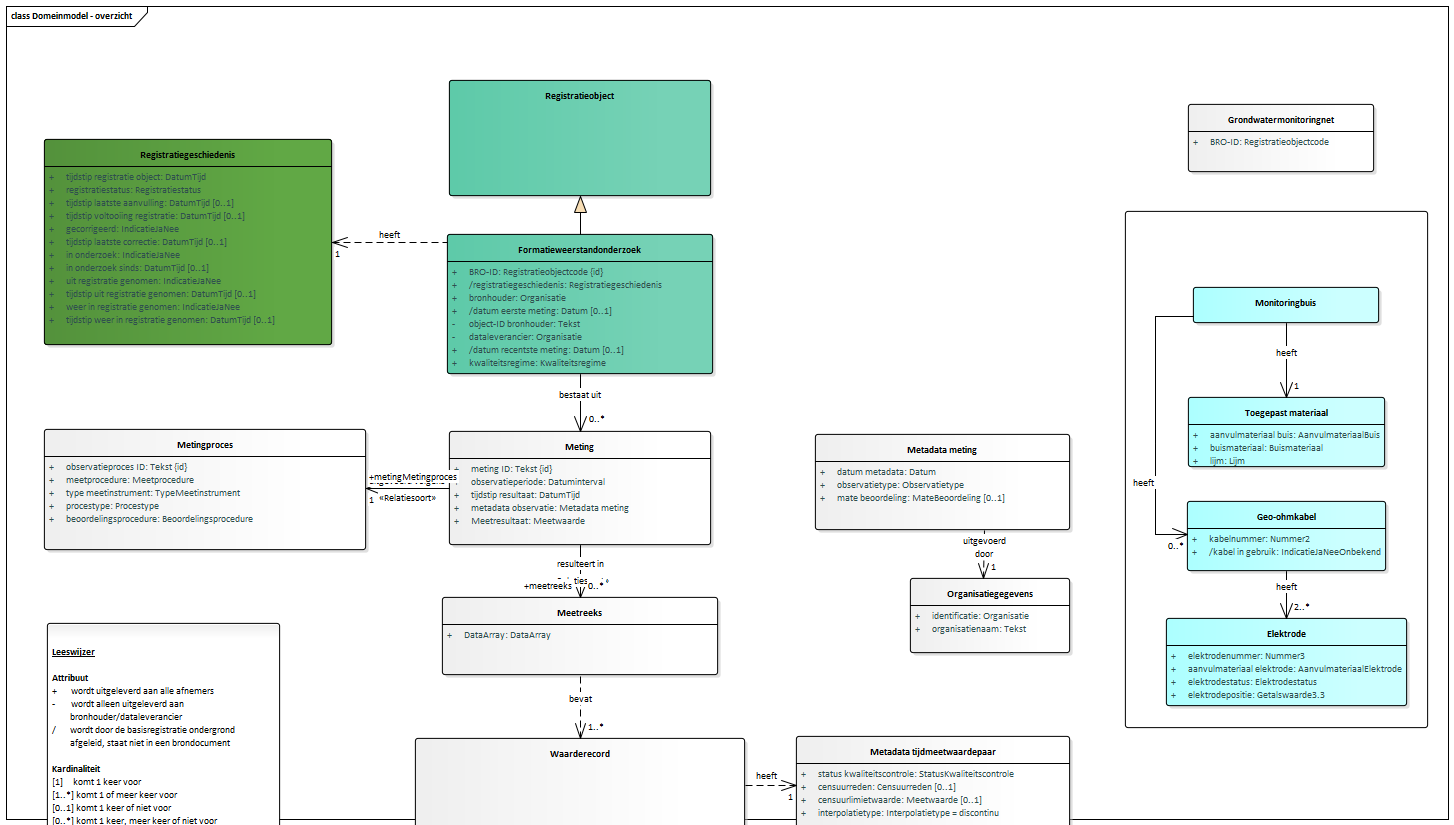 class Domeinmodel - overzicht
Registratieobject
Grondwatermonitoringnet
+ BRO-ID: Registratieobjectcode
Registratiegeschiedenis
+ tijdstip registratie object: DatumTijd
+ registratiestatus: Registratiestatus
+ tijdstip laatste aanvulling: DatumTijd [0..1]
+ tijdstip voltooiing registratie: DatumTijd [0..1]
+ gecorrigeerd: IndicatieJaNee
+ tijdstip laatste correctie: DatumTijd [0..1]
+ in onderzoek: IndicatieJaNee
+ in onderzoek sinds: DatumTijd [0..1]
+ uit registratie genomen: IndicatieJaNee
+ tijdstip uit registratie genomen: DatumTijd [0..1]
+ weer in registratie genomen: IndicatieJaNee
+ tijdstip weer in registratie genomen: DatumTijd [0..1]
heeft
1
Formatieweerstandonderzoek
+ BRO-ID: Registratieobjectcode {id}
+ /registratiegeschiedenis: Registratiegeschiedenis
+ bronhouder: Organisatie
+ /datum eerste meting: Datum [0..1]
- object-ID bronhouder: Tekst
- dataleverancier: Organisatie
+ /datum recentste meting: Datum [0..1]
+ kwaliteitsregime: Kwaliteitsregime
bestaat uit
0..*
Monitoringbuis
heeft
1
Toegepast materiaal
+ aanvulmateriaal buis: AanvulmateriaalBuis
+ buismateriaal: Buismateriaal
+ lijm: Lijm
heeft
0..*
Geo-ohmkabel
+ kabelnummer: Nummer2
+ /kabel in gebruik: IndicatieJaNeeOnbekend
heeft
2..*
Elektrode
+ elektrodenummer: Nummer3
+ aanvulmateriaal elektrode: AanvulmateriaalElektrode
+ elektrodestatus: Elektrodestatus
+ elektrodepositie: Getalswaarde3.3
Metingproces
+ observatieproces ID: Tekst {id}
+ meetprocedure: Meetprocedure
+ type meetinstrument: TypeMeetinstrument
+ procestype: Procestype
+ beoordelingsprocedure: Beoordelingsprocedure
+metingMetingproces
1 «Relatiesoort»
Meting
+ meting ID: Tekst {id}
+ observatieperiode: Datuminterval
+ tijdstip resultaat: DatumTijd
+ metadata observatie: Metadata meting
+ Meetresultaat: Meetwaarde
Metadata meting
+ datum metadata: Datum
+ observatietype: Observatietype
+ mate beoordeling: MateBeoordeling [0..1]
uitgevoerd
door
1
Organisatiegegevens
+ identificatie: Organisatie
+ organisatienaam: Tekst
resulteert in
+meetreeks 0..*
Meetreeks
+ DataArray: DataArray
bevat
1..*
Waarderecord
heeft
1
Metadata tijdmeetwaardepaar
+ status kwaliteitscontrole: StatusKwaliteitscontrole
+ censuurreden: Censuurreden [0..1]
+ censuurlimietwaarde: Meetwaarde [0..1]
+ interpolatietype: Interpolatietype = discontinu
Leeswijzer
Attribuut
+ wordt uitgeleverd aan alle afnemers
- wordt alleen uitgeleverd aan
bronhouder/dataleverancier
/ wordt door de basisregistratie ondergrond
afgeleid, staat niet in een brondocument
Kardinaliteit
[1] komt 1 keer voor
[1..*] komt 1 of meer keer voor
[0..1] komt 1 keer of niet voor
[0..*] komt 1 keer, meer keer of niet voor